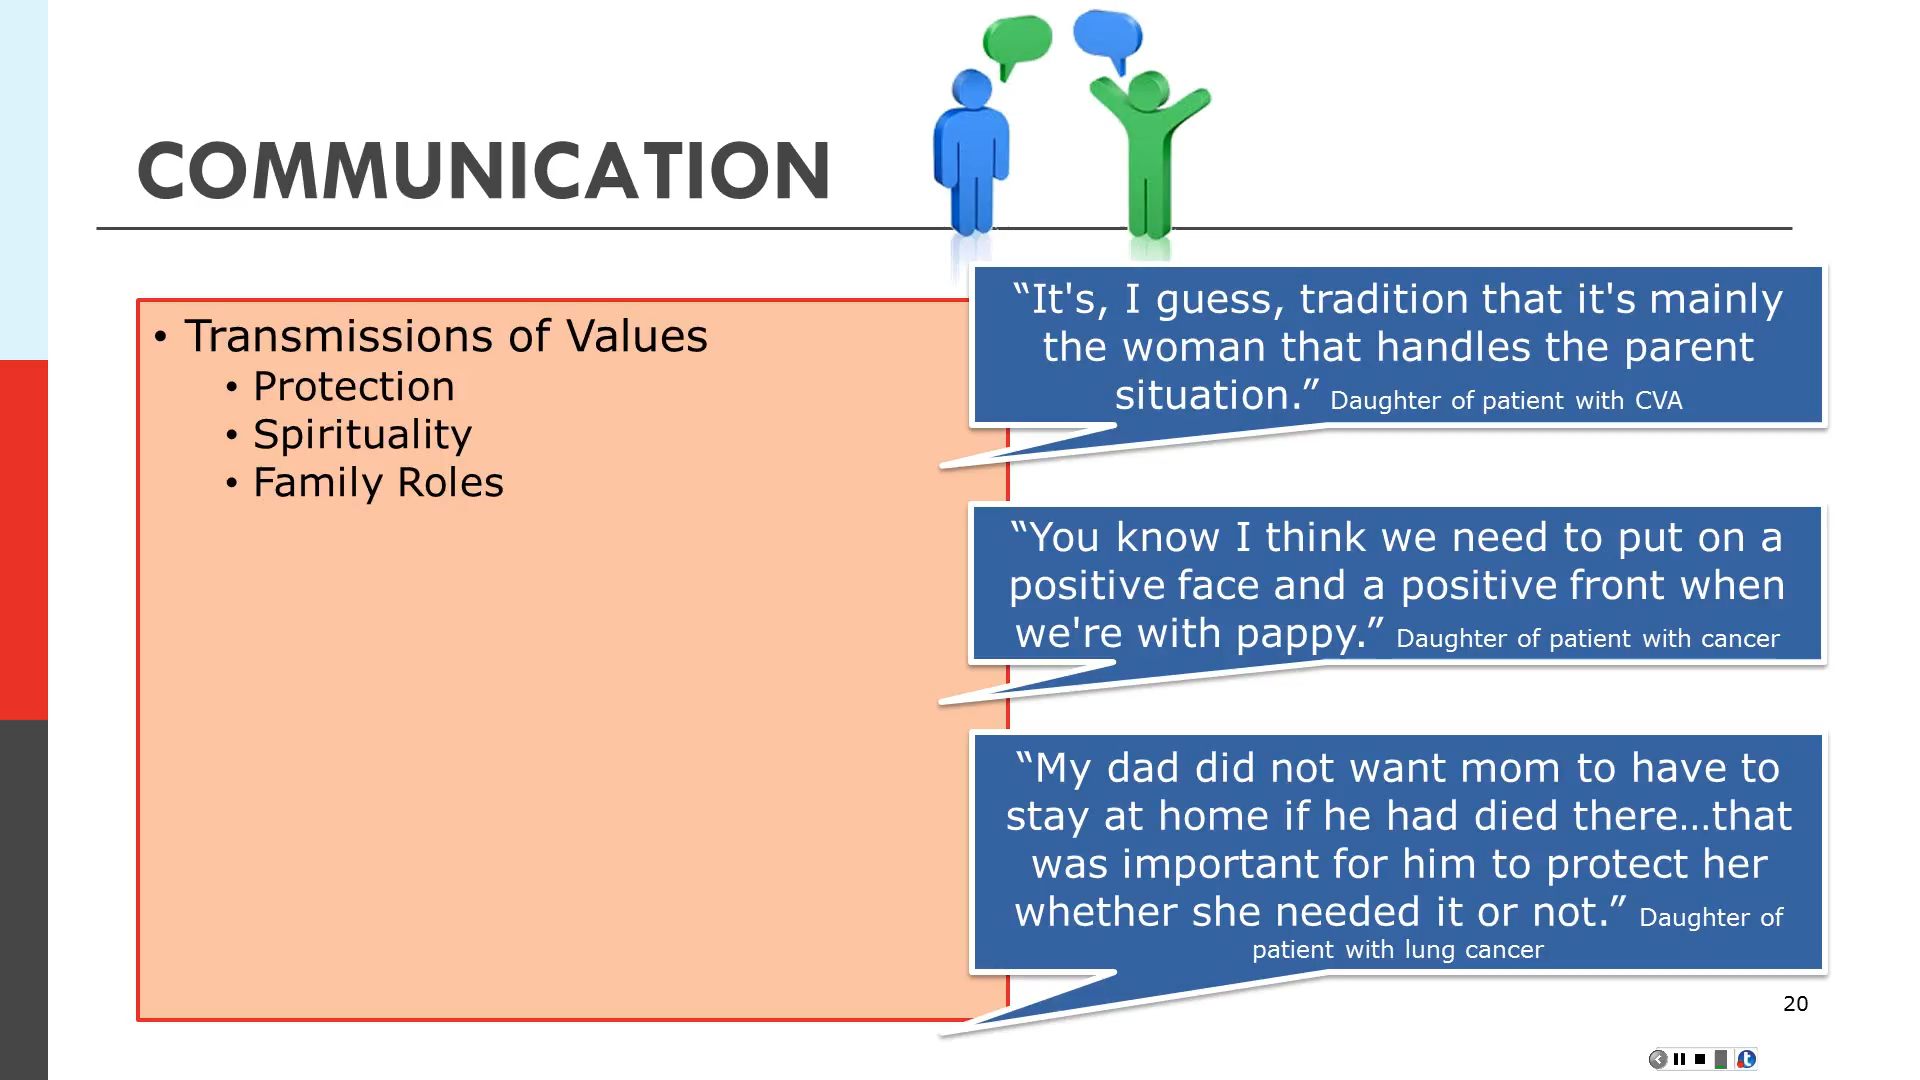 COMMUNICATION
• Transmissions of Values
• Protection
• Spirituality
• Family Roles
“It's, I guess, tradition that it's mainly
the woman that handles the parent
situation.” Daughter of patient with CVA
“You know I think we need to put on a
positive face and a positive front when
we're with pappy.” Daughter of patient with cancer
“My dad did not want mom to have to
stay at home if he had died there…that
was important for him to protect her
whether she needed it or not.” Daughter of
patient with lung cancer
20
t